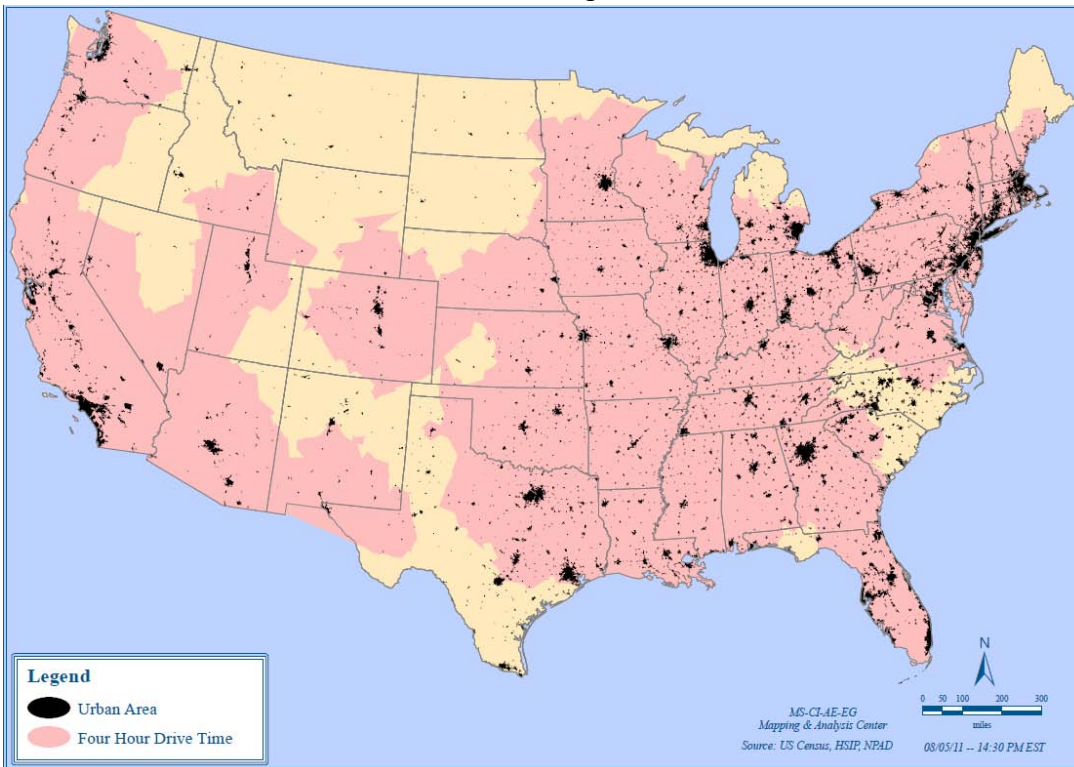 N
Legend
Urban Area
Four Hour Drive Time
0 50 100 200 300
miles
MS-CI-AE-EG
Mapping & Analysis Center
Source: US Census, HSIP, NPAD
08/05/11 -- 14:30 PM EST